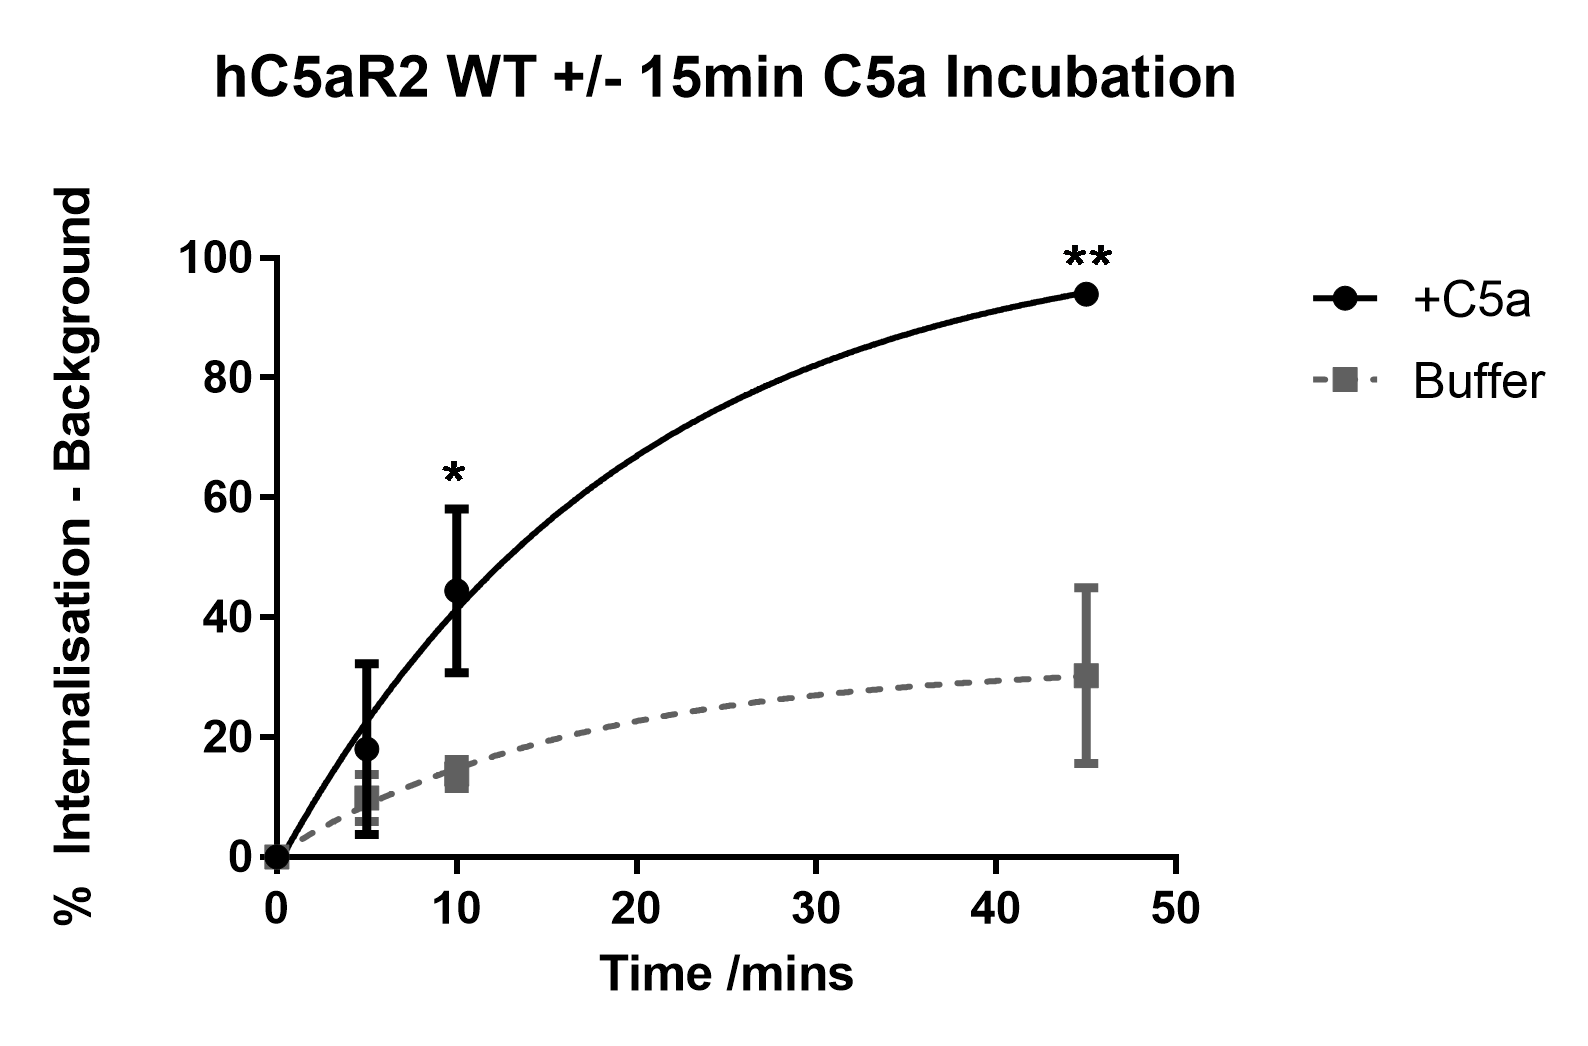 hC5aR2 WT +/- 15min C5a Incubation
% Internalisation - Background
100
80
60
40
20
0
*
**
0 10 20 30 40 50
Time /mins
+C5a
Buffer